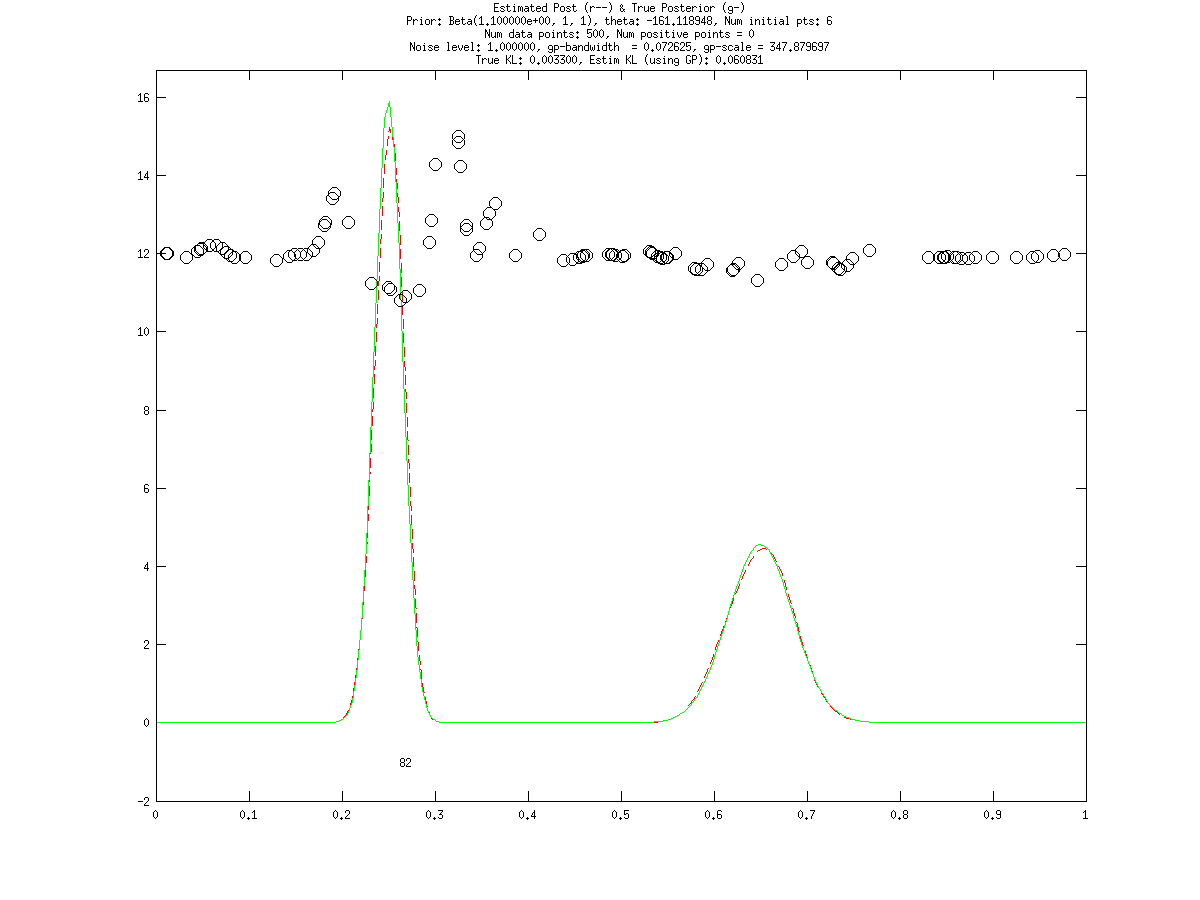 Estimated Post (r--) & True Posterior (g-)
Prior: Beta(1.100000e+00, 1, 1), theta: -161.118948, Num initial pts: 6
Num data points: 500, Num positive points = 0
Noise level: 1.000000, gp-bandwidth  = 0.072625, gp-scale = 347.879697
True KL: 0.003300, Estim KL (using GP): 0.060831
16
14
12
10
8
6
4
2
0
82
-2
0 0.1 0.2 0.3 0.4 0.5 0.6 0.7 0.8 0.9 1